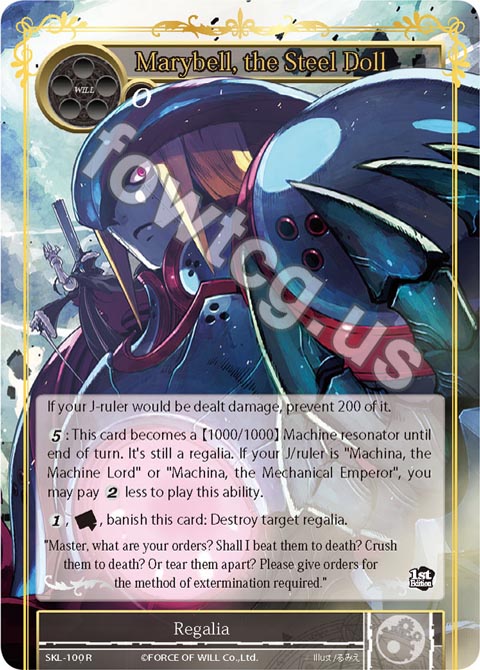 Marybell, the Steel Doll
WILL
0
fowtcg.us
If your J-ruler would be dealt damage, prevent 200 of it.
5 : This card becomes a 【1000/1000】 Machine resonator until
end of turn. It's still a regalia. If your J/ruler is "Machina, the
Machine Lord" or "Machina, the Mechanical Emperor", you
may pay 2 less to play this ability.
1 , , banish this card: Destroy target regalia.
"Master, what are your orders? Shall I beat them to death? Crush
them to death? Or tear them apart? Please give orders for
the method of extermination required."
1st
Edition
Regalia
SKL-100 R ©FORCE OF WILL Co.,Ltd. Illust/るみえ